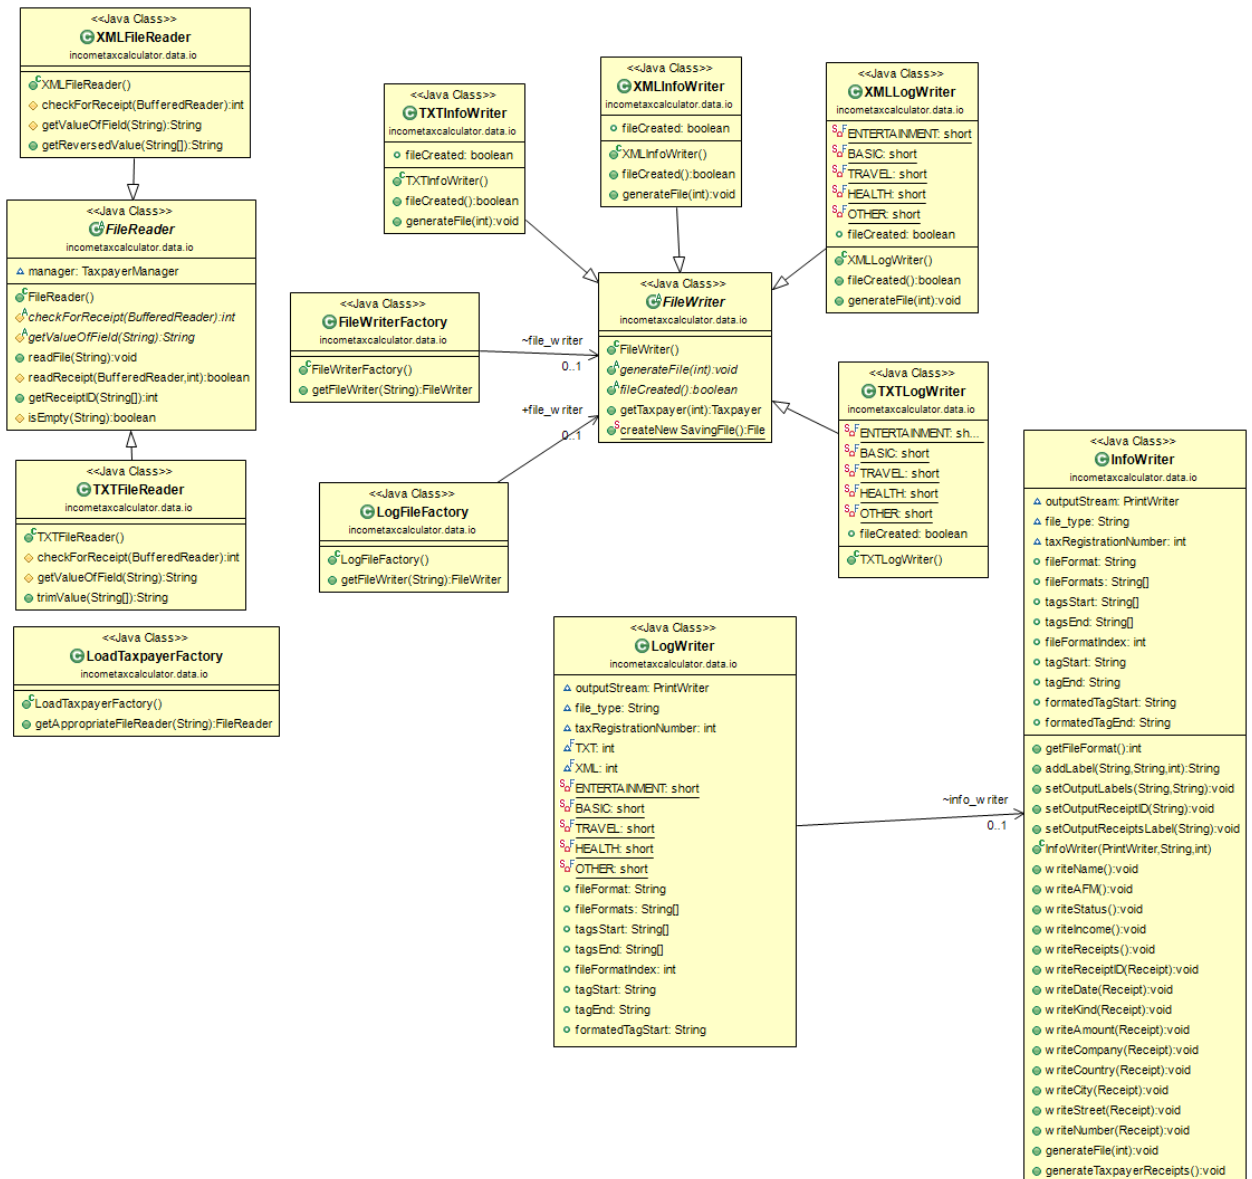 <<Java Class>>
XMLFileReader
incometaxcalculator.data.io
XMLFileReader()
checkForReceipt(BufferedReader):int
getValueOfField(String):String
getReversedValue(String[]):String
<<Java Class>>
FileReader
incometaxcalculator.data.io
manager: TaxpayerManager
FileReader()
checkForReceipt(BufferedReader):int
getValueOfField(String):String
readFile(String):void
readReceipt(BufferedReader,int):boolean
getReceiptID(String[]):int
isEmpty(String):boolean
<<Java Class>>
TXTFileReader
incometaxcalculator.data.io
TXTFileReader()
checkForReceipt(BufferedReader):int
getValueOfField(String):String
trimValue(String[]):String
<<Java Class>>
LoadTaxpayerFactory
incometaxcalculator.data.io
LoadTaxpayerFactory()
getAppropriateFileReader(String):FileReader
<<Java Class>>
TXTInfoWriter
incometaxcalculator.data.io
fileCreated: boolean
TXTInfoWriter()
fileCreated():boolean
generateFile(int):void
<<Java Class>>
XMLInfoWriter
incometaxcalculator.data.io
fileCreated: boolean
XMLInfoWriter()
fileCreated():boolean
generateFile(int):void
<<Java Class>>
XMLLogWriter
incometaxcalculator.data.io
ENTERTAINMENT: short
BASIC: short
TRAVEL: short
HEALTH: short
OTHER: short
fileCreated: boolean
XMLLogWriter()
fileCreated():boolean
generateFile(int):void
<<Java Class>>
FileWriterFactory
incometaxcalculator.data.io
FileWriterFactory()
getFileWriter(String):FileWriter
~file_writer
0..1
<<Java Class>>
FileWriter
incometaxcalculator.data.io
FileWriter()
generateFile(int):void
fileCreated():boolean
getTaxpayer(int):Taxpayer
createNewSavingFile():File
+file_writer
0..1
<<Java Class>>
LogFileFactory
incometaxcalculator.data.io
LogFileFactory()
getFileWriter(String):FileWriter
<<Java Class>>
TXTLogWriter
incometaxcalculator.data.io
ENTERTAINMENT: sh...
BASIC: short
TRAVEL: short
HEALTH: short
OTHER: short
fileCreated: boolean
TXTLogWriter()
<<Java Class>>
LogWriter
incometaxcalculator.data.io
outputStream: PrintWriter
file_type: String
taxRegistrationNumber: int
TXT: int
XML: int
ENTERTAINMENT: short
BASIC: short
TRAVEL: short
HEALTH: short
OTHER: short
fileFormat: String
fileFormats: String[]
tagsStart: String[]
tagsEnd: String[]
fileFormatIndex: int
tagStart: String
tagEnd: String
formatedTagStart: String
~info_writer
0..1
<<Java Class>>
InfoWriter
incometaxcalculator.data.io
outputStream: PrintWriter
file_type: String
taxRegistrationNumber: int
fileFormat: String
fileFormats: String[]
tagsStart: String[]
tagsEnd: String[]
fileFormatIndex: int
tagStart: String
tagEnd: String
formatedTagStart: String
formatedTagEnd: String
getFileFormat():int
addLabel(String,String,int):String
setOutputLabels(String,String):void
setOutputReceiptID(String):void
setOutputReceiptsLabel(String):void
InfoWriter(PrintWriter,String,int)
writeName():void
writeAFM():void
writeStatus():void
writeIncome():void
writeReceipts():void
writeReceiptID(Receipt):void
writeDate(Receipt):void
writeKind(Receipt):void
writeAmount(Receipt):void
writeCompany(Receipt):void
writeCountry(Receipt):void
writeCity(Receipt):void
writeStreet(Receipt):void
writeNumber(Receipt):void
generateFile(int):void
generateTaxpayerReceipts():void